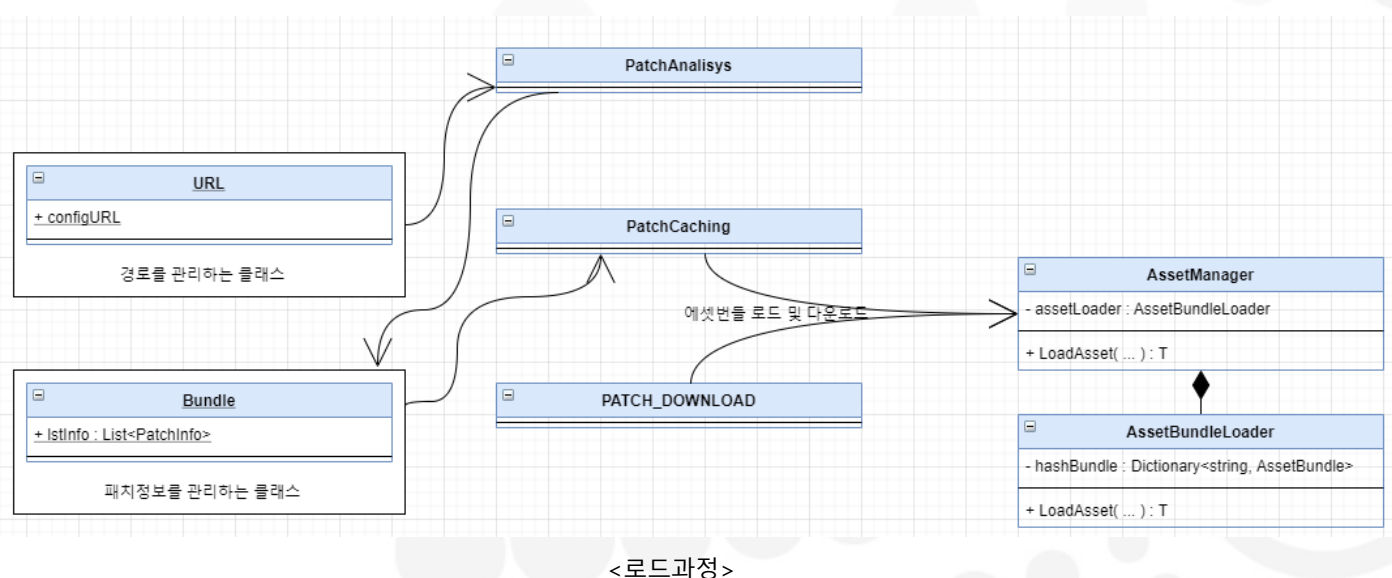 PatchAnalisys
URL
+ configURL
경로를 관리하는 클래스
PatchCaching
에셋번들 로드 및 다운로드
AssetManager
- assetLoader : AssetBundleLoader
+ LoadAsset( ... ) : T
Bundle
+ lstInfo : List<PatchInfo>
패치정보를 관리하는 클래스
PATCH_DOWNLOAD
AssetBundleLoader
- hashBundle : Dictionary<string, AssetBundle>
+ LoadAsset( ... ) : T
<로드과정>